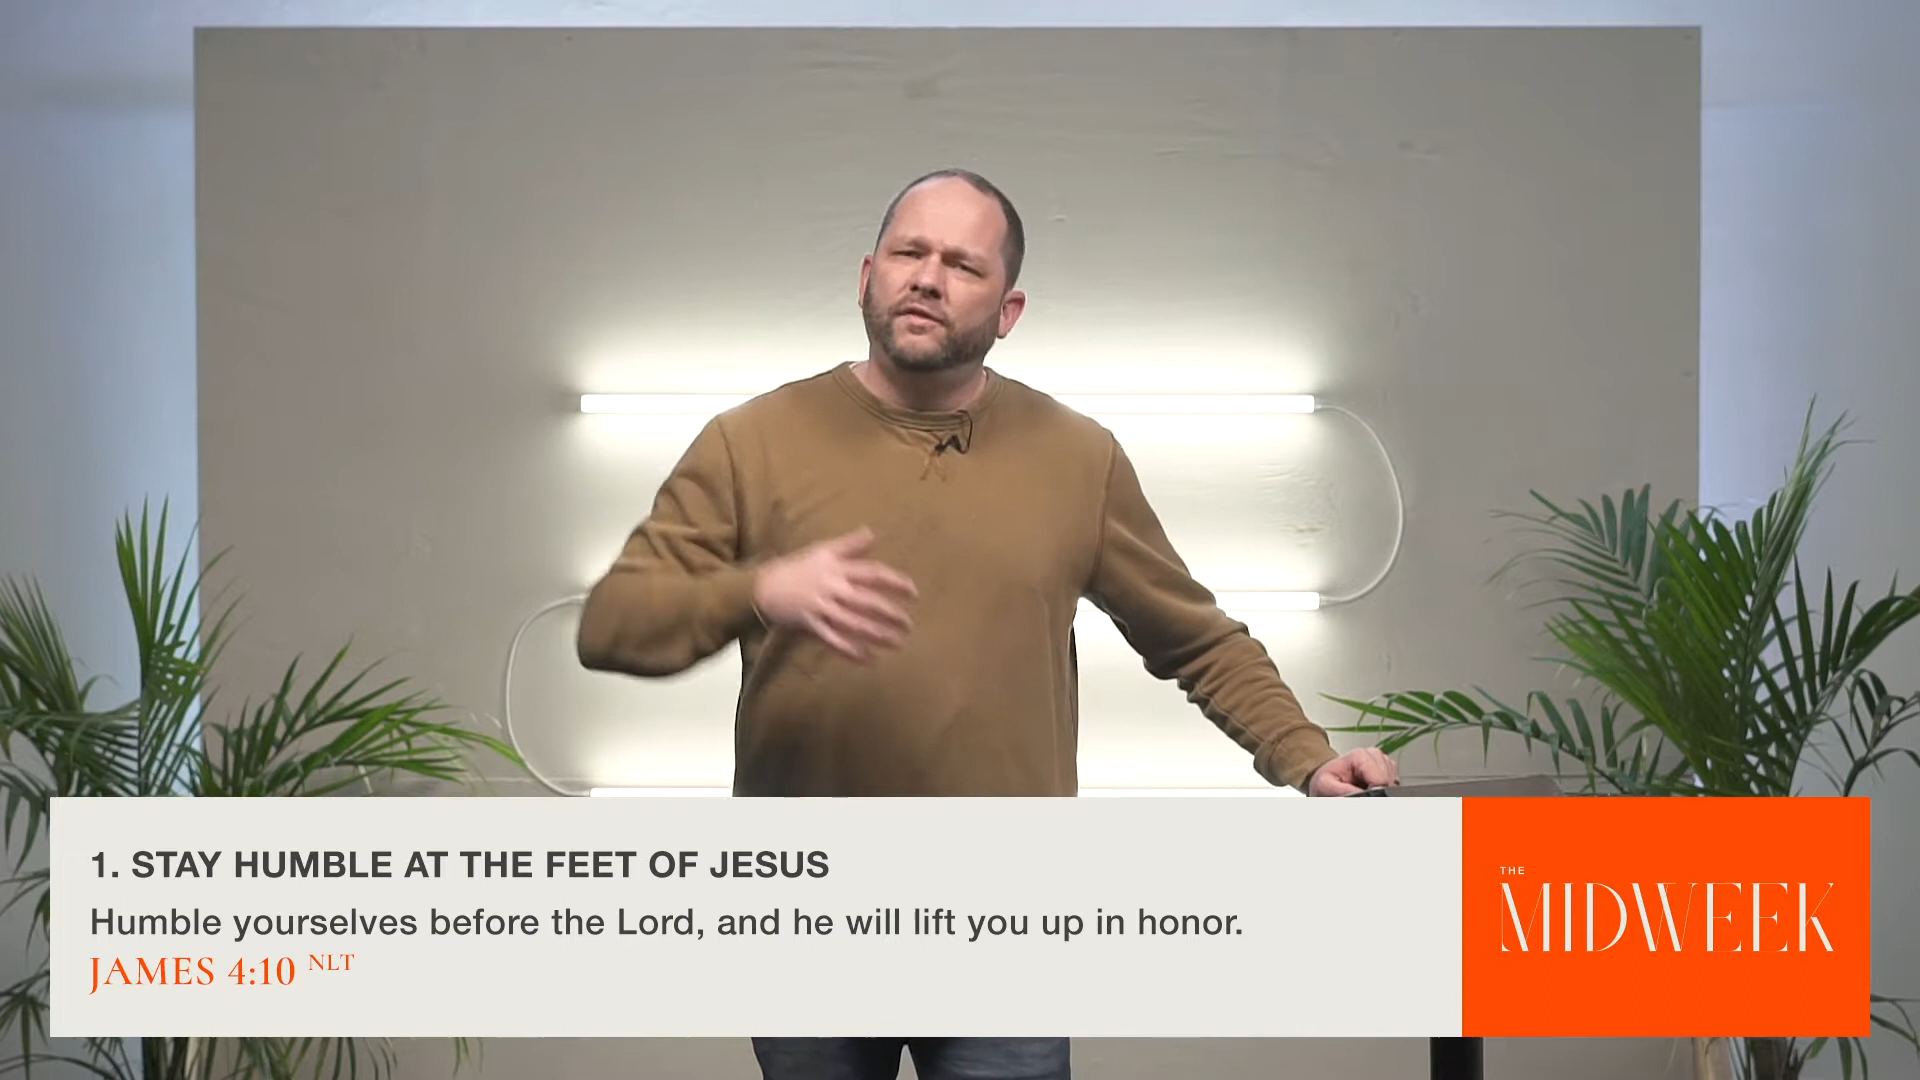 1. STAY HUMBLE AT THE FEET OF JESUS
Humble yourselves before the Lord, and he will lift you up in honor.
JAMES 4:10 NLT
THE
MIDWEEK